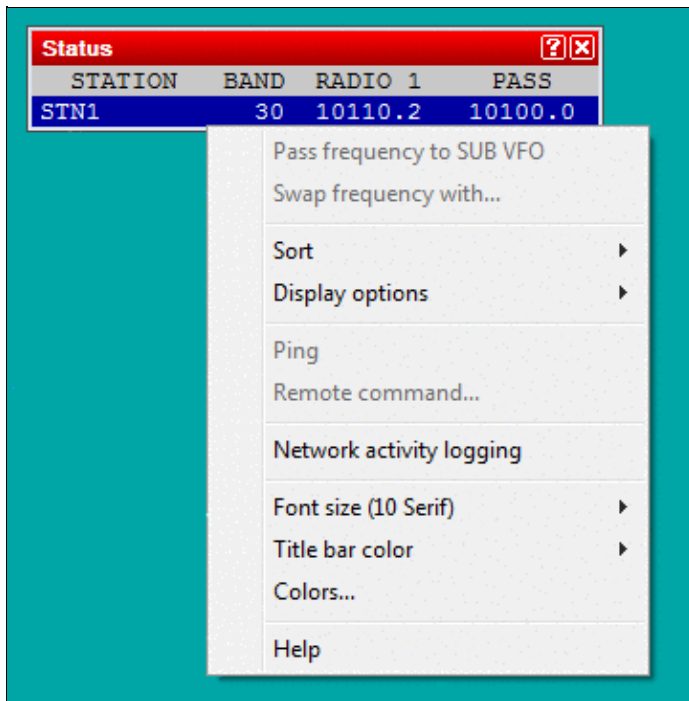 Status
STATION BAND RADIO 1 PASS
STN1 30 10110.2 10100.0
Pass frequency to SUB VFO
Swap frequency with...
Sort
Display options
Ping
Remote command...
Network activity logging
Font size (10 Serif)
Title bar color
Colors...
Help